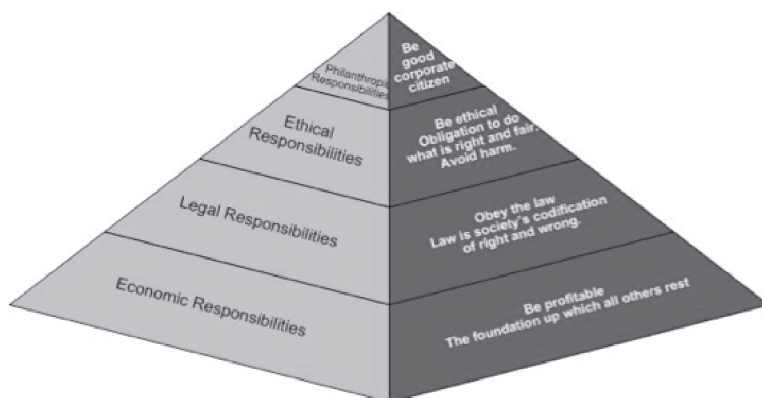 Philanthropic
Responsibilities
Be
good
corporate
citizen
Ethical
Responsibilities
Be ethical
Obligation to do
what is right and fair.
Avoid harm.
Legal Responsibilities
Obey the law
Law is society's codification
of right and wrong.
Economic Responsibilities
Be profitable
The foundation up which all others rest